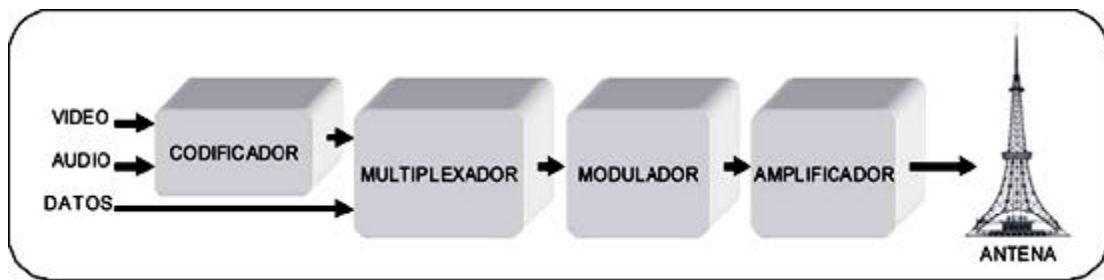 VIDEO
AUDIO
DATOS
CODIFICADOR
MULTIPLEXADOR
MODULADOR
AMPLIFICADOR
ANTENA